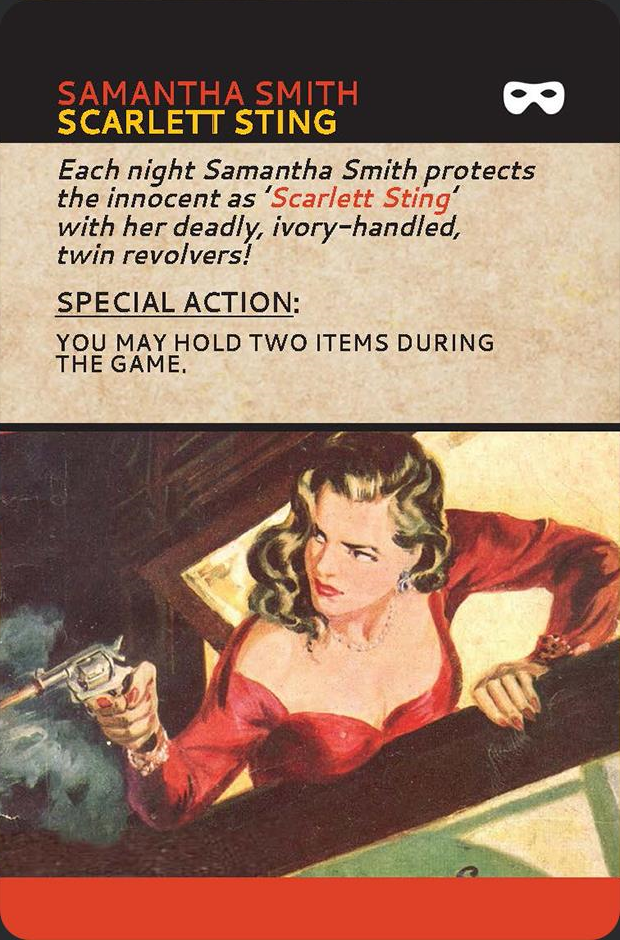 SAMANTHA SMITH
SCARLETT STING
Each night Samantha Smith protects
the innocent as ‘Scarlett Sting’
with her deadly, ivory-handled,
twin revolvers!
SPECIAL ACTION:
YOU MAY HOLD TWO ITEMS DURING
THE GAME.